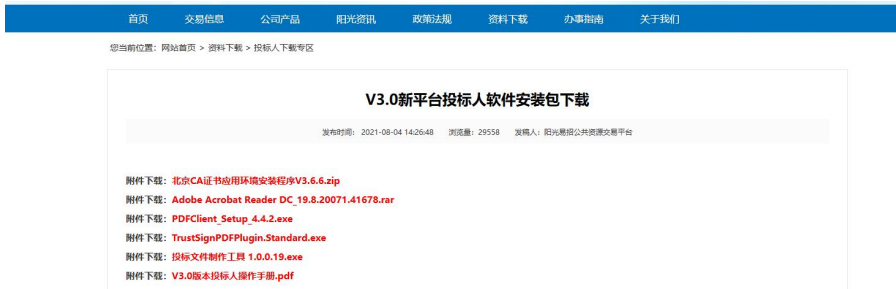 首页 交易信息 公司产品 阳光资讯 政策法规 资料下载 办事指南 关于我们
您当前位置：网站首页 > 资料下载 > 投标人下载专区
V3.0新平台投标人软件安装包下载
发布时间：2021-08-04 14:26:48 浏览量：29558 发稿人：阳光易招公共资源交易平台
附件下载：北京CA证书应用环境安装程序V3.6.6.zip
附件下载：Adobe Acrobat Reader DC_19.8.20071.41678.rar
附件下载：PDFClient_Setup_4.4.2.exe
附件下载：TrustSignPDFPlugin.Standard.exe
附件下载：投标文件制作工具 1.0.0.19.exe
附件下载：V3.0版本投标人操作手册.pdf